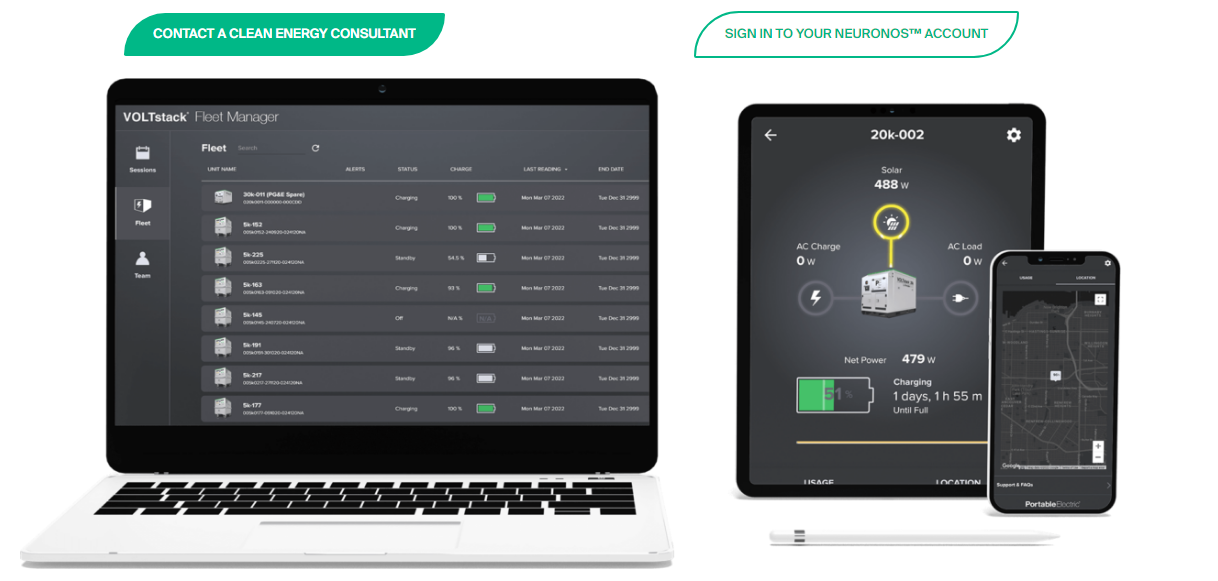 CONTACT A CLEAN ENERGY CONSULTANT
SIGN IN TO YOUR NEURONOS™ ACCOUNT
VOLTstack® Fleet Manager
Sessions
Fleet
Team
Fleet Search
UNIT NAME ALERTS STATUS CHARGE LAST READING END DATE
30k-011 (PG&E Spare) Charging 100 % Mon Mar 07 2022 Tue Dec 31 2999
5k-152 Charging 100 % Mon Mar 07 2022 Tue Dec 31 2999
005k0152-240920-024120NA
5k-225 Standby 54.5 % Mon Mar 07 2022 Tue Dec 31 2999
005k0225-271120-024120NA
5k-163 Charging 93 % Mon Mar 07 2022 Tue Dec 31 2999
5k-145 Off N/A % N/A Mon Mar 07 2022 Tue Dec 31 2999
5k-191 Standby 96 % Mon Mar 07 2022 Tue Dec 31 2999
5k-217 Standby 96 % Mon Mar 07 2022 Tue Dec 31 2999
5k-177 Charging 100 % Mon Mar 07 2022 Tue Dec 31 2999
20k-002
Solar
488 W
AC Charge
0 W
AC Load
0 W
Net Power 479 W
51 %
Charging
1 days, 1 h 55 m
Until Full
USAGE LOCATION
USAGE LOCATION
+
−
Google
Support & FAQs
PortableElectric